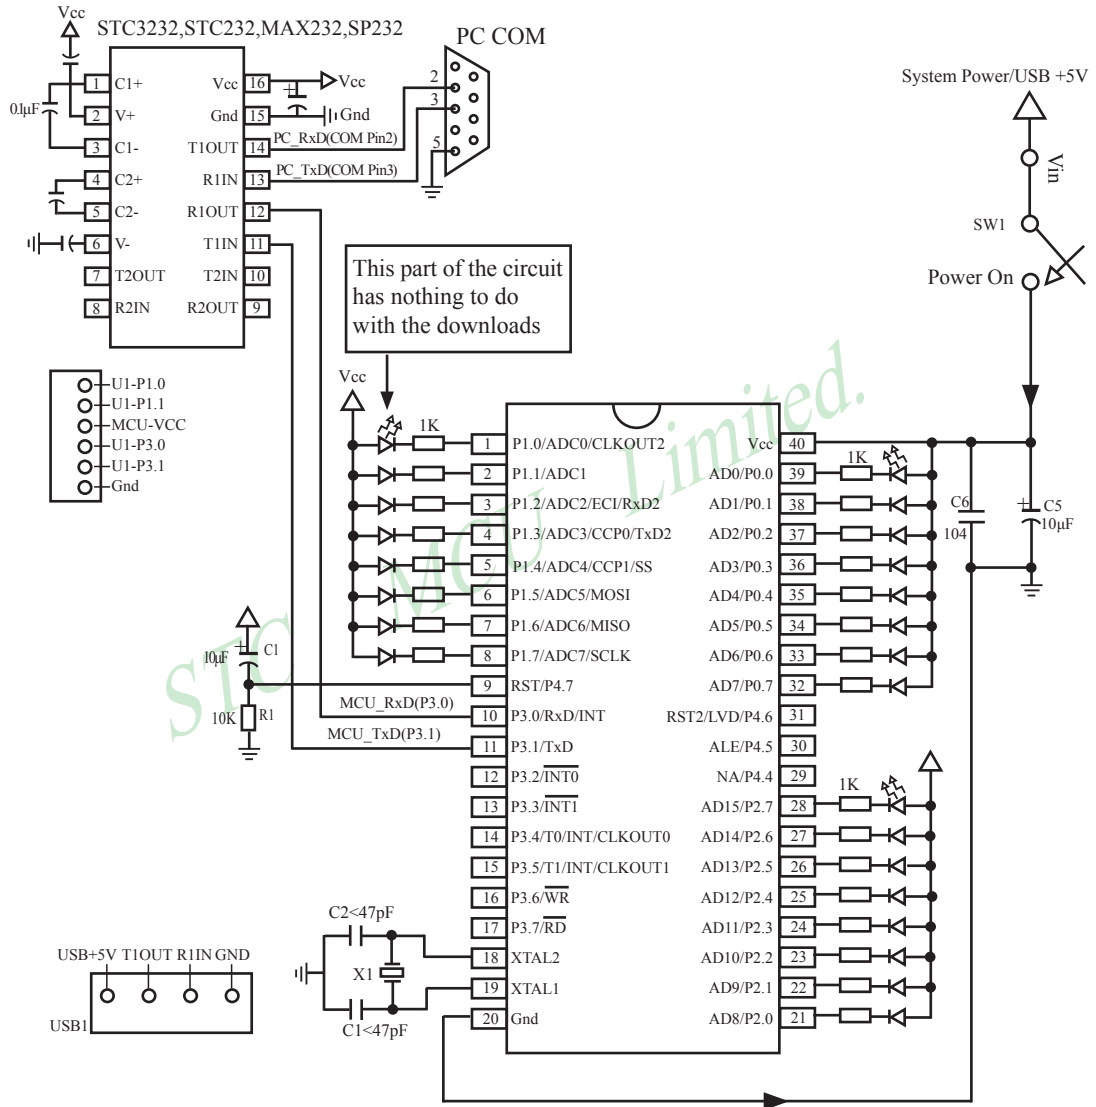 Vcc
STC3232,STC232,MAX232,SP232
PC COM
1 C1+ Vcc 16
Vcc
0.1μF
2 V+ Gnd 15
Gnd
3 C1- T1OUT 14
PC_RxD(COM Pin2)
4 C2+ R1IN 13
PC_TxD(COM Pin3)
5 C2- R1OUT 12
6 V- T1IN 11
7 T2OUT T2IN 10
8 R2IN R2OUT 9
2
3
5
System Power/USB +5V
Vin
SW1
Power On
This part of the circuit
has nothing to do
with the downloads
U1-P1.0
U1-P1.1
MCU-VCC
U1-P3.0
U1-P3.1
Gnd
Vcc
1K
1 P1.0/ADC0/CLKOUT2 Vcc 40
2 P1.1/ADC1 AD0/P0.0 39
1K
3 P1.2/ADC2/ECI/RxD2 AD1/P0.1 38
4 P1.3/ADC3/CCP0/TxD2 AD2/P0.2 37
5 P1.4/ADC4/CCP1/SS AD3/P0.3 36
6 P1.5/ADC5/MOSI AD4/P0.4 35
7 P1.6/ADC6/MISO AD5/P0.5 34
8 P1.7/ADC7/SCLK AD6/P0.6 33
9 RST/P4.7 AD7/P0.7 32
10 P3.0/RxD/INT RST2/LVD/P4.6 31
11 P3.1/TxD ALE/P4.5 30
12 P3.2/INT0 NA/P4.4 29
13 P3.3/INT1 AD15/P2.7 28
1K
14 P3.4/T0/INT/CLKOUT0 AD14/P2.6 27
15 P3.5/T1/INT/CLKOUT1 AD13/P2.5 26
16 P3.6/WR AD12/P2.4 25
17 P3.7/RD AD11/P2.3 24
18 XTAL2 AD10/P2.2 23
19 XTAL1 AD9/P2.1 22
20 Gnd AD8/P2.0 21
C6
104
C5
10μF
10μF
C1
10K
R1
MCU_RxD(P3.0)
MCU_TxD(P3.1)
C2<47pF
X1
C1<47pF
USB+5V T1OUT R1IN GND
USB1
STC MCU Limited.